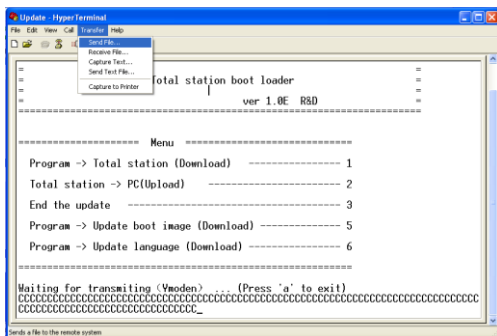 Update - HyperTerminal
File Edit View Call Transfer Help
Send File...
Receive File...
Capture Text...
Send Text File...
Capture to Printer
= =
= Total station boot loader =
= =
= ver 1.0E R&D =
==================== Menu ====================
Program -> Total station (Download) --------------- 1
Total station -> PC(Upload) ---------------- 2
End the update --------------------- 3
Program -> Update boot image (Download) ------------- 5
Program -> Update language (Download) --------------- 6
Waiting for transmiting (Ymoden) ... (Press 'a' to exit)
CCCCCCCCCCCCCCCCCCCCCCCCCCCCCCCCCCCCCCCCCCCCCCCCCCCCCCCCCCCCCCCCCCCCCCCCCCCCCCCC
CCCCCCCCCCCCCCCCCCCCCCCCCCCCCCC_
Sends a file to the remote system